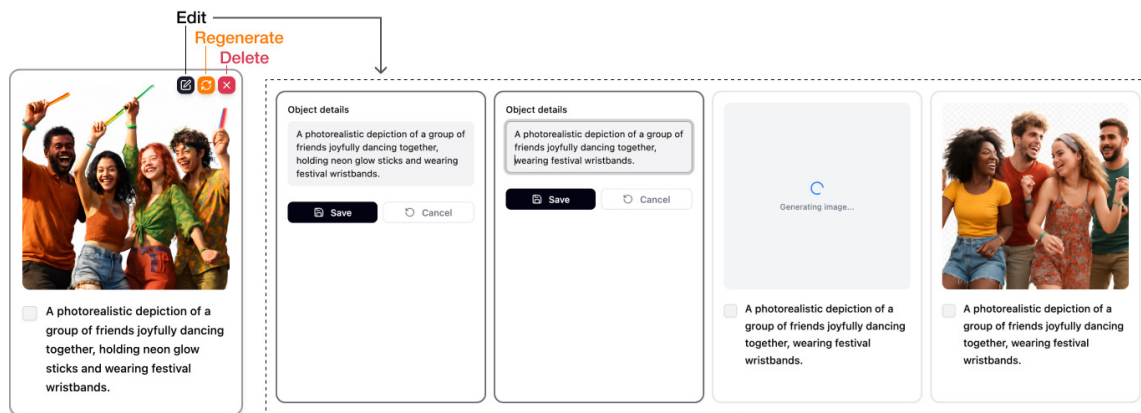 Edit
Regenerate
Delete
A photorealistic depiction of a
group of friends joyfully dancing
together, holding neon glow
sticks and wearing festival
wristbands.
Object details
A photorealistic depiction of a group of
friends joyfully dancing together,
holding neon glow sticks and wearing
festival wristbands.
Save
Cancel
Object details
A photorealistic depiction of a group of
friends joyfully dancing together,
wearing festival wristbands.
Save
Cancel
Generating image...
A photorealistic depiction of a
group of friends joyfully dancing
together, wearing festival
wristbands.
A photorealistic depiction of a
group of friends joyfully dancing
together, wearing festival
wristbands.